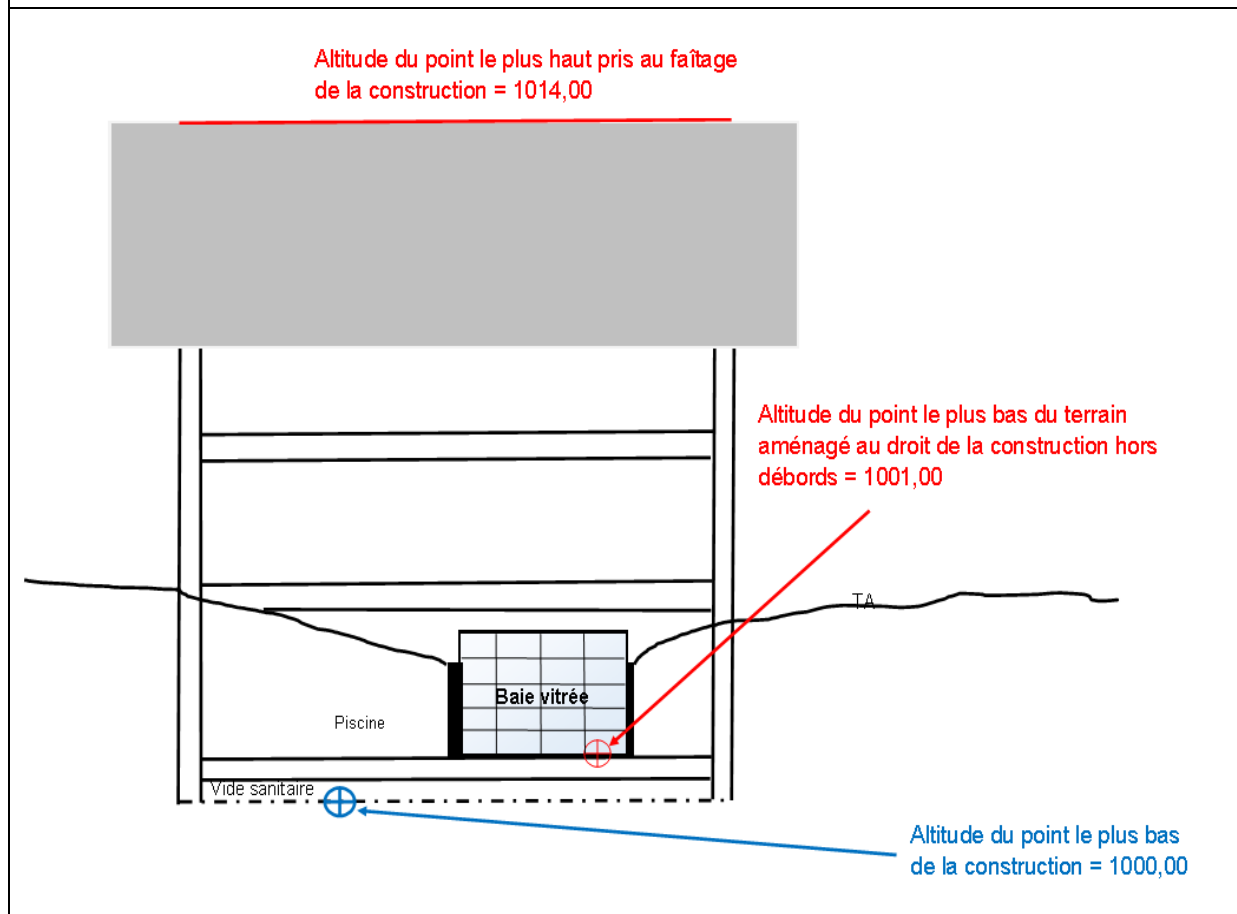 Altitude du point le plus haut pris au faîtage
de la construction = 1014,00
Altitude du point le plus bas du terrain
aménagé au droit de la construction hors
débords = 1001,00
TA
Baie vitrée
Piscine
Vide sanitaire
Altitude du point le plus bas
de la construction = 1000,00